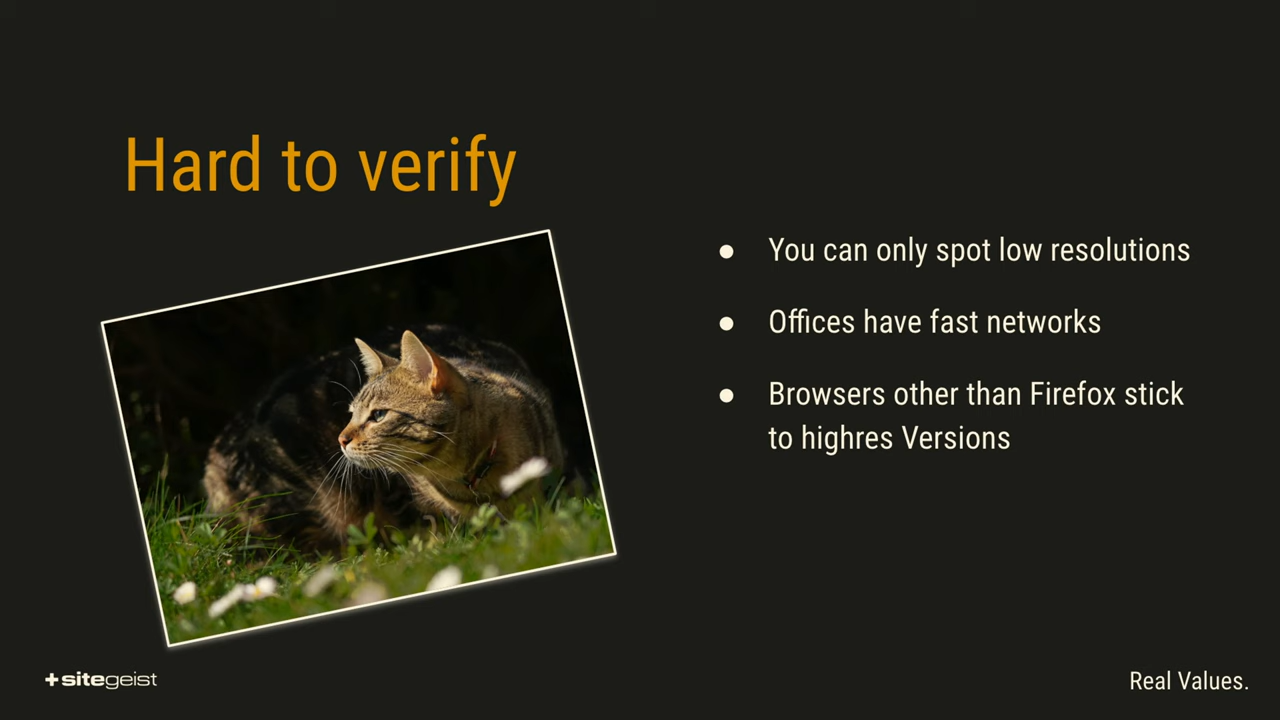 Hard to verify
● You can only spot low resolutions
● Offices have fast networks
● Browsers other than Firefox stick
to highres Versions
+sitegeist
Real Values.